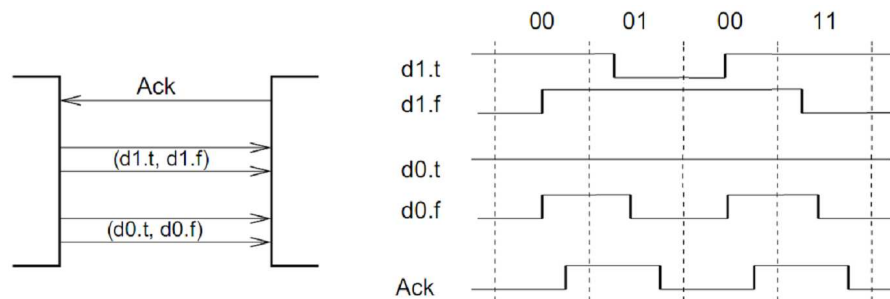 Ack
(d1.t, d1.f)
(d0.t, d0.f)
00 01 00 11
d1.t
d1.f
d0.t
d0.f
Ack